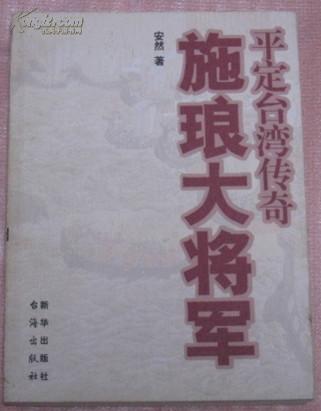 平定台湾传奇
施琅大将军
安然 著
新华出版社
台海出版社